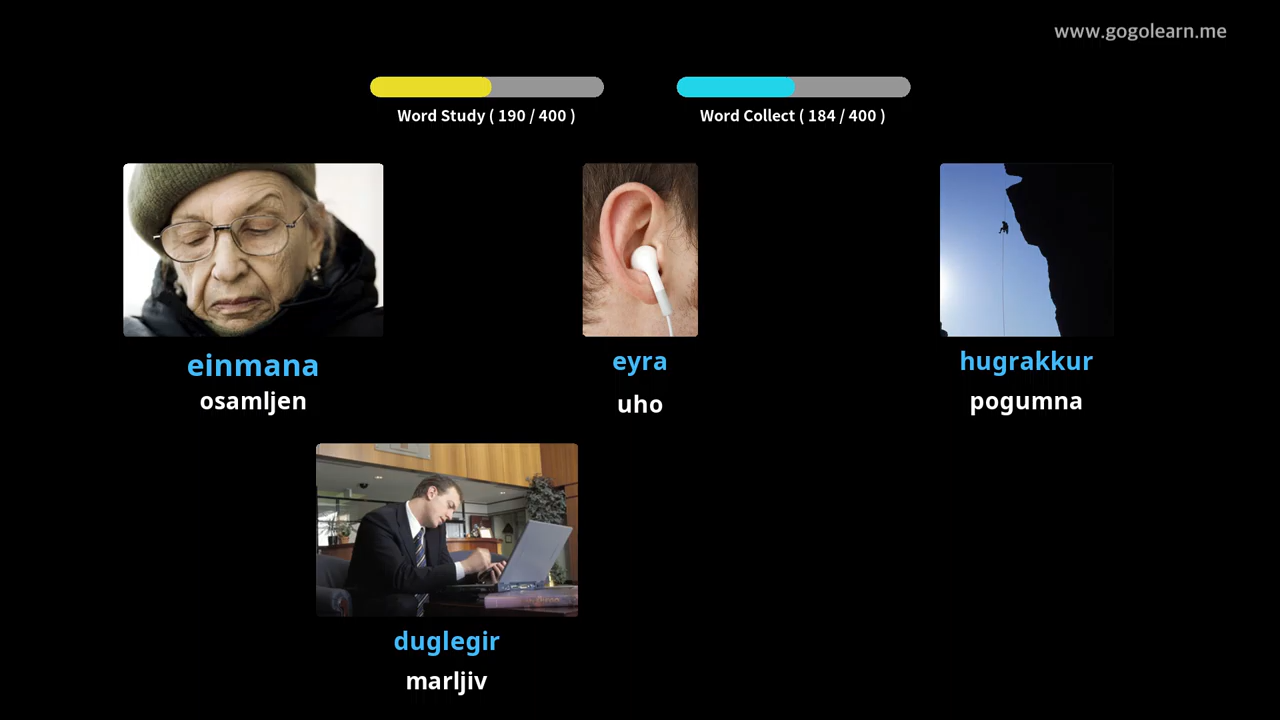 www.gogolearn.me
Word Study ( 190 / 400 )
Word Collect ( 184 / 400 )
einmana
osamljen
eyra
uho
hugrakkur
pogumna
duglegir
marljiv